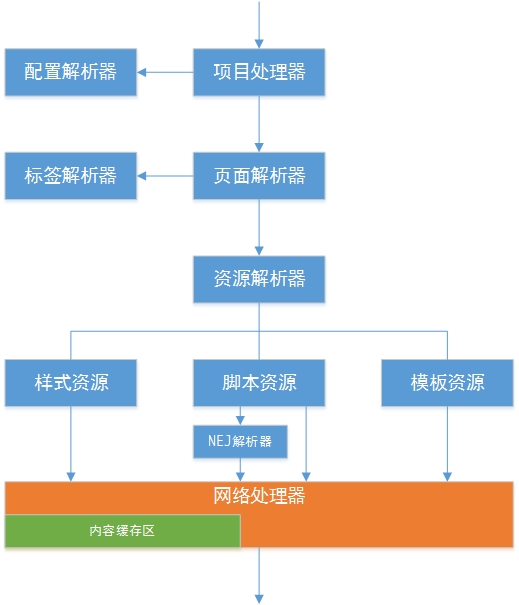 配置解析器
项目处理器
标签解析器
页面解析器
资源解析器
样式资源
脚本资源
模板资源
NEJ解析器
网络处理器
内容缓存区